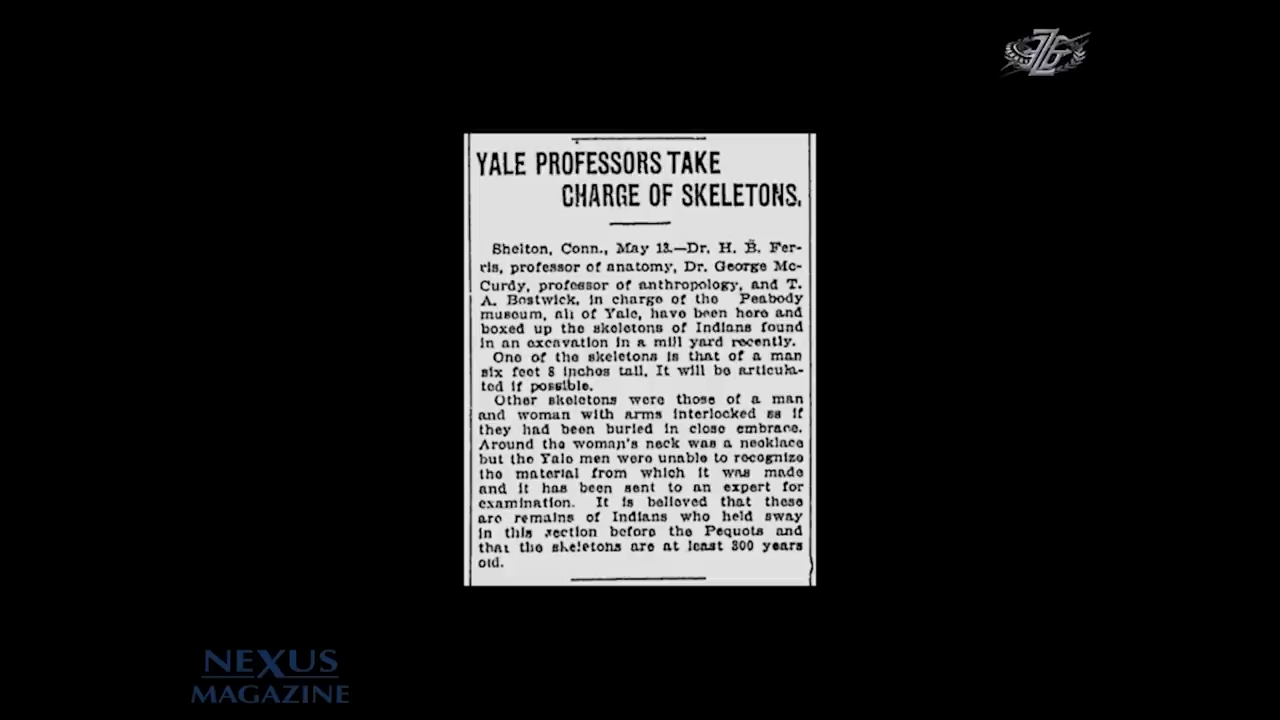 YALE PROFESSORS TAKE
CHARGE OF SKELETONS.
Shelton, Conn., May 13.—Dr. H. B. Fer-
ris, professor of anatomy, Dr. George Mc-
Curdy, professor of anthropology, and T.
A. Bostwick, in charge of the Peabody
museum, all of Yale, have been here and
boxed up the skeletons of Indians found
in an excavation in a mill yard recently.
One of the skeletons is that of a man
six feet 8 inches tall. It will be articula-
ted if possible.
Other skeletons were those of a man
and woman with arms interlocked as if
they had been buried in close embrace.
Around the woman's neck was a necklace
but the Yale men were unable to recognize
the material from which it was made
and it has been sent to an expert for
examination. It is believed that these
are remains of Indians who held sway
in this section before the Pequots and
that the skeletons are at least 300 years
old.
NEXUS
MAGAZINE